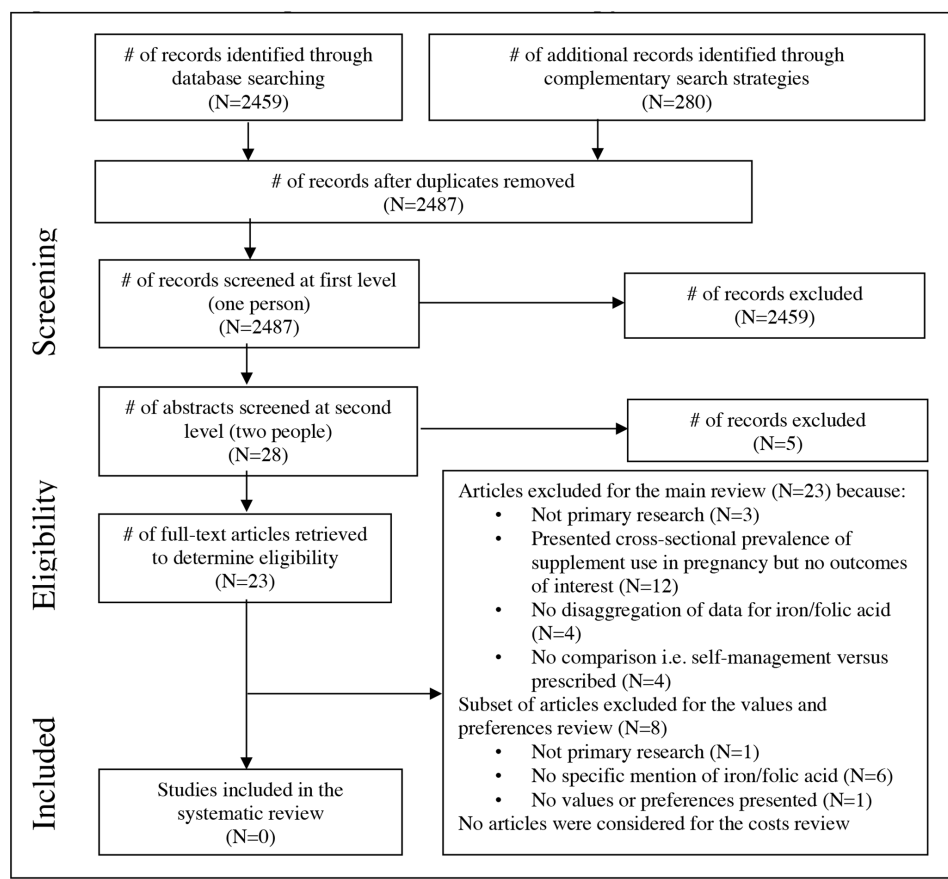 # of records identified through
database searching
(N=2459)
# of additional records identified through
complementary search strategies
(N=280)
# of records after duplicates removed
(N=2487)
Screening
# of records screened at first level
(one person)
(N=2487)
# of records excluded
(N=2459)
# of abstracts screened at second
level (two people)
(N=28)
# of records excluded
(N=5)
Eligibility
# of full-text articles retrieved
to determine eligibility
(N=23)
Articles excluded for the main review (N=23) because:
• Not primary research (N=3)
• Presented cross-sectional prevalence of
supplement use in pregnancy but no outcomes
of interest (N=12)
• No disaggregation of data for iron/folic acid
(N=4)
• No comparison i.e. self-management versus
prescribed (N=4)
Subset of articles excluded for the values and
preferences review (N=8)
• Not primary research (N=1)
• No specific mention of iron/folic acid (N=6)
• No values or preferences presented (N=1)
No articles were considered for the costs review
Included
Studies included in the
systematic review
(N=0)